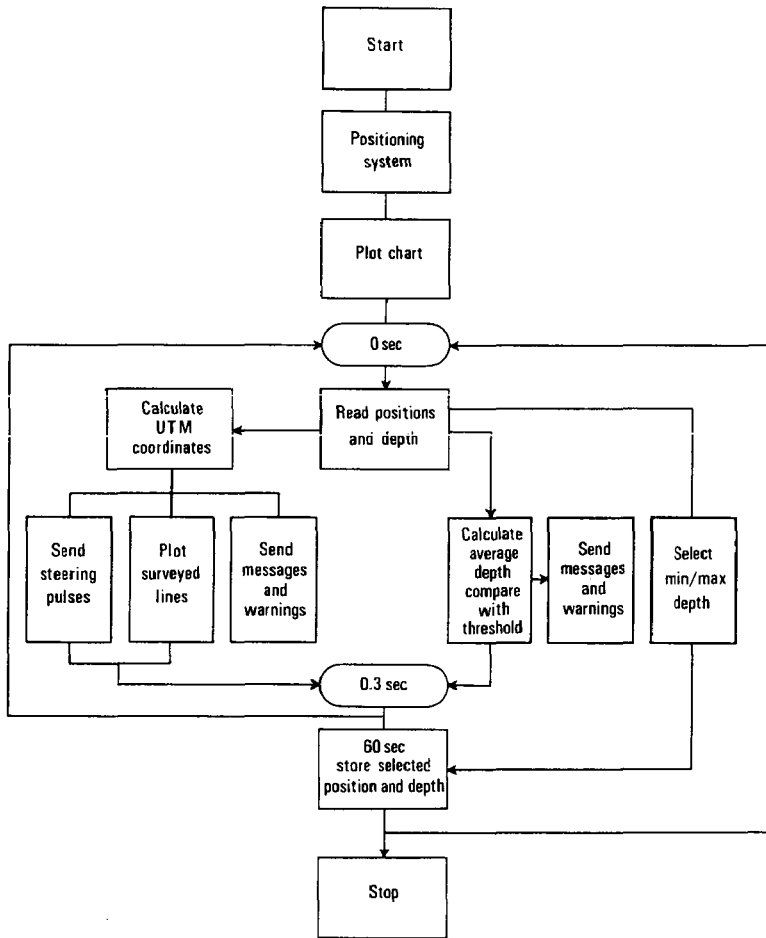 Start
Positioning
system
Plot chart
0 sec
Calculate
UTM
coordinates
Read positions
and depth
Send
steering
pulses
Plot
surveyed
lines
Send
messages
and
warnings
Calculate
average
depth
compare
with
threshold
Send
messages
and
warnings
Select
min/max
depth
0.3 sec
60 sec
store selected
position and depth
Stop